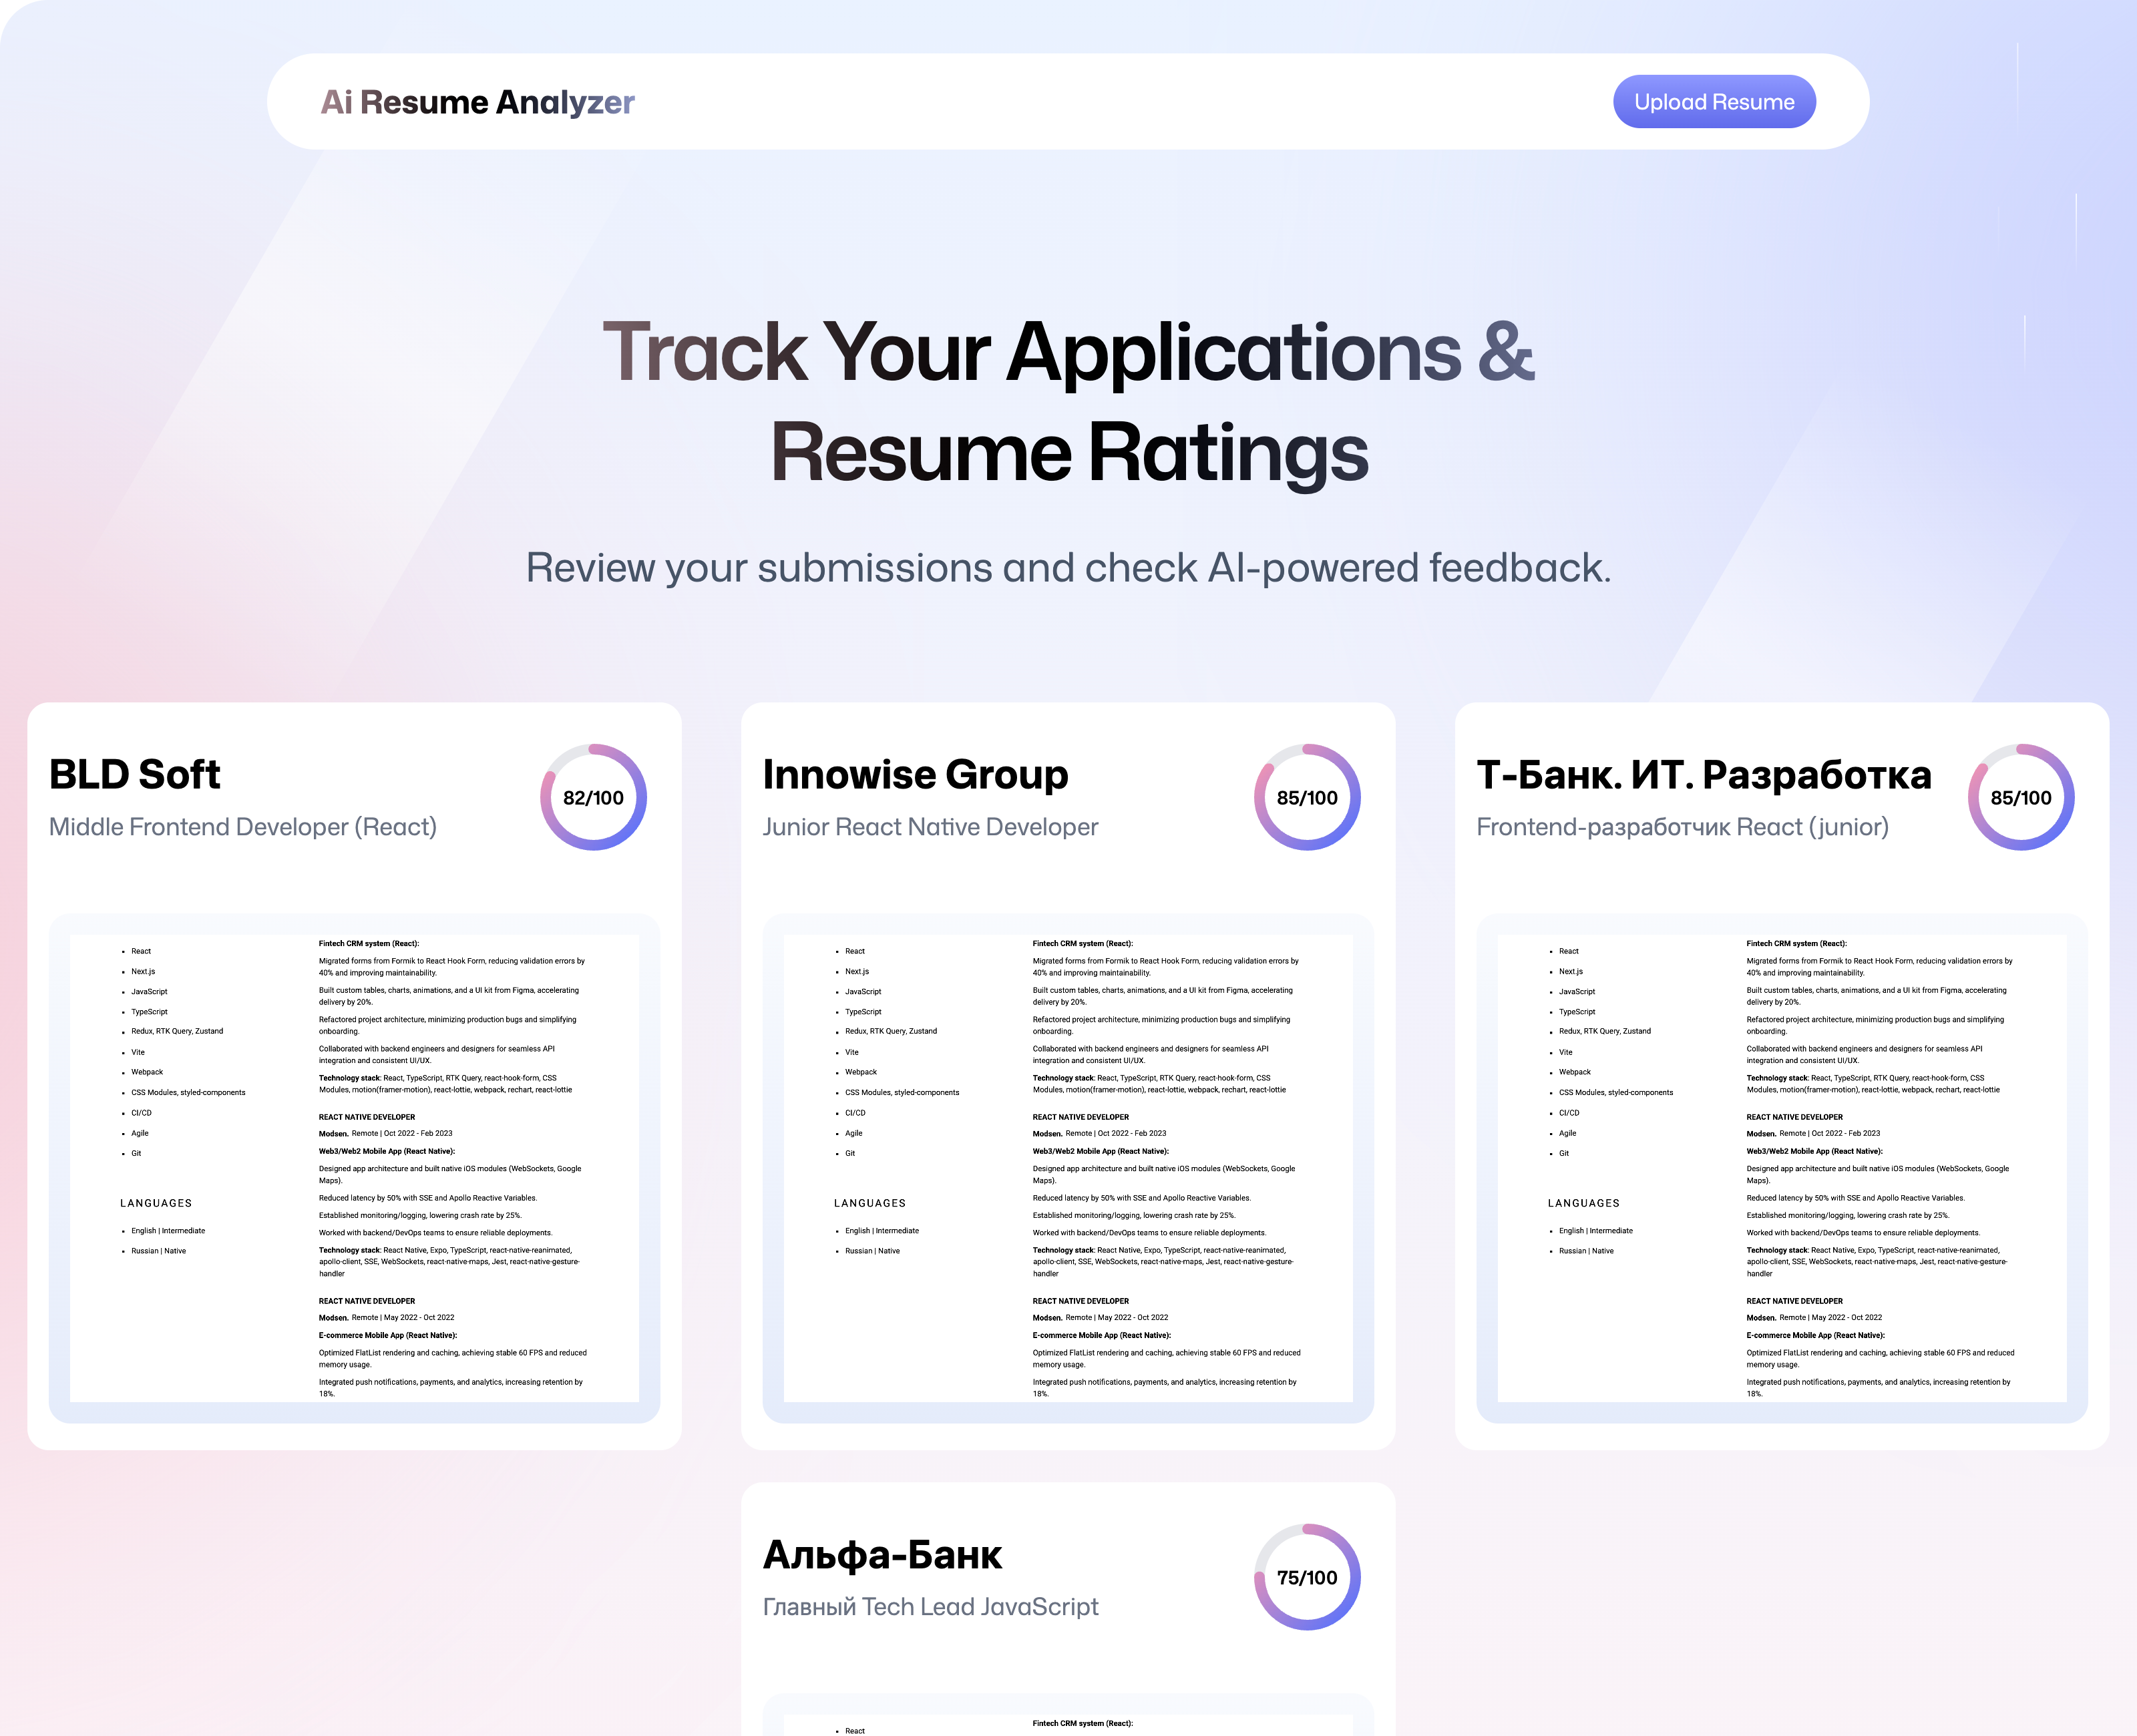 Ai Resume Analyzer
Upload Resume
Track Your Applications &
Resume Ratings
Review your submissions and check AI-powered feedback.
BLD Soft
Middle Frontend Developer (React)
82/100
React
Next.js
JavaScript
TypeScript
Redux, RTK Query, Zustand
Vite
Webpack
CSS Modules, styled-components
CI/CD
Agile
Git
LANGUAGES
English | Intermediate
Russian | Native
Fintech CRM system (React):
Migrated forms from Formik to React Hook Form, reducing validation errors by
40% and improving maintainability.
Built custom tables, charts, animations, and a UI kit from Figma, accelerating
delivery by 20%.
Refactored project architecture, minimizing production bugs and simplifying
onboarding.
Collaborated with backend engineers and designers for seamless API
integration and consistent UI/UX.
Technology stack: React, TypeScript, RTK Query, react-hook-form, CSS
Modules, motion(framer-motion), react-lottie, webpack, rechart, react-lottie
REACT NATIVE DEVELOPER
Modsen. Remote | Oct 2022 - Feb 2023
Web3/Web2 Mobile App (React Native):
Designed app architecture and built native iOS modules (WebSockets, Google
Maps).
Reduced latency by 50% with SSE and Apollo Reactive Variables.
Established monitoring/logging, lowering crash rate by 25%.
Worked with backend/DevOps teams to ensure reliable deployments.
Technology stack: React Native, Expo, TypeScript, react-native-reanimated,
apollo-client, SSE, WebSockets, react-native-maps, Jest, react-native-gesture-
handler
REACT NATIVE DEVELOPER
Modsen. Remote | May 2022 - Oct 2022
E-commerce Mobile App (React Native):
Optimized FlatList rendering and caching, achieving stable 60 FPS and reduced
memory usage.
Integrated push notifications, payments, and analytics, increasing retention by
18%.
Innowise Group
Junior React Native Developer
85/100
React
Next.js
JavaScript
TypeScript
Redux, RTK Query, Zustand
Vite
Webpack
CSS Modules, styled-components
CI/CD
Agile
Git
LANGUAGES
English | Intermediate
Russian | Native
Fintech CRM system (React):
Migrated forms from Formik to React Hook Form, reducing validation errors by
40% and improving maintainability.
Built custom tables, charts, animations, and a UI kit from Figma, accelerating
delivery by 20%.
Refactored project architecture, minimizing production bugs and simplifying
onboarding.
Collaborated with backend engineers and designers for seamless API
integration and consistent UI/UX.
Technology stack: React, TypeScript, RTK Query, react-hook-form, CSS
Modules, motion(framer-motion), react-lottie, webpack, rechart, react-lottie
REACT NATIVE DEVELOPER
Modsen. Remote | Oct 2022 - Feb 2023
Web3/Web2 Mobile App (React Native):
Designed app architecture and built native iOS modules (WebSockets, Google
Maps).
Reduced latency by 50% with SSE and Apollo Reactive Variables.
Established monitoring/logging, lowering crash rate by 25%.
Worked with backend/DevOps teams to ensure reliable deployments.
Technology stack: React Native, Expo, TypeScript, react-native-reanimated,
apollo-client, SSE, WebSockets, react-native-maps, Jest, react-native-gesture-
handler
REACT NATIVE DEVELOPER
Modsen. Remote | May 2022 - Oct 2022
E-commerce Mobile App (React Native):
Optimized FlatList rendering and caching, achieving stable 60 FPS and reduced
memory usage.
Integrated push notifications, payments, and analytics, increasing retention by
18%.
Т-Банк. ИТ. Разработка
Frontend-разработчик React (junior)
85/100
React
Next.js
JavaScript
TypeScript
Redux, RTK Query, Zustand
Vite
Webpack
CSS Modules, styled-components
CI/CD
Agile
Git
LANGUAGES
English | Intermediate
Russian | Native
Fintech CRM system (React):
Migrated forms from Formik to React Hook Form, reducing validation errors by
40% and improving maintainability.
Built custom tables, charts, animations, and a UI kit from Figma, accelerating
delivery by 20%.
Refactored project architecture, minimizing production bugs and simplifying
onboarding.
Collaborated with backend engineers and designers for seamless API
integration and consistent UI/UX.
Technology stack: React, TypeScript, RTK Query, react-hook-form, CSS
Modules, motion(framer-motion), react-lottie, webpack, rechart, react-lottie
REACT NATIVE DEVELOPER
Modsen. Remote | Oct 2022 - Feb 2023
Web3/Web2 Mobile App (React Native):
Designed app architecture and built native iOS modules (WebSockets, Google
Maps).
Reduced latency by 50% with SSE and Apollo Reactive Variables.
Established monitoring/logging, lowering crash rate by 25%.
Worked with backend/DevOps teams to ensure reliable deployments.
Technology stack: React Native, Expo, TypeScript, react-native-reanimated,
apollo-client, SSE, WebSockets, react-native-maps, Jest, react-native-gesture-
handler
REACT NATIVE DEVELOPER
Modsen. Remote | May 2022 - Oct 2022
E-commerce Mobile App (React Native):
Optimized FlatList rendering and caching, achieving stable 60 FPS and reduced
memory usage.
Integrated push notifications, payments, and analytics, increasing retention by
18%.
Альфа-Банк
Главный Tech Lead JavaScript
75/100
React
Fintech CRM system (React):